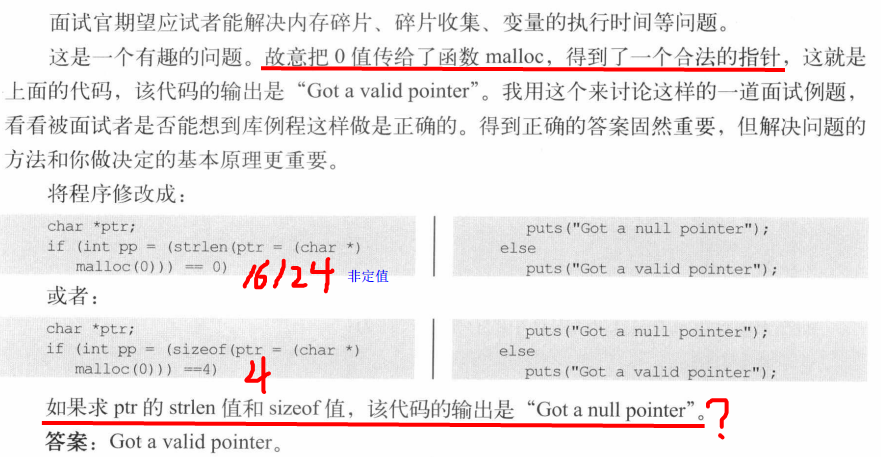 面试官期望应试者能解决内存碎片、碎片收集、变量的执行时间等问题。
这是一个有趣的问题。故意把 0 值传给了函数 malloc，得到了一个合法的指针，这就是
上面的代码，该代码的输出是“Got a valid pointer”。我用这个来讨论这样的一道面试例题，
看看被面试者是否能想到库例程这样做是正确的。得到正确的答案固然重要，但解决问题的
方法和你做决定的基本原理更重要。
将程序修改成：
char *ptr;
if (int pp = (strlen(ptr = (char *)
malloc(0))) == 0)
16/24
非定值
puts("Got a null pointer");
else
puts("Got a valid pointer");
或者：
char *ptr;
if (int pp = (sizeof(ptr = (char *)
malloc(0))) ==4)
4
puts("Got a null pointer");
else
puts("Got a valid pointer");
如果求 ptr 的 strlen 值和 sizeof 值，该代码的输出是“Got a null pointer”。?
答案：Got a valid pointer。